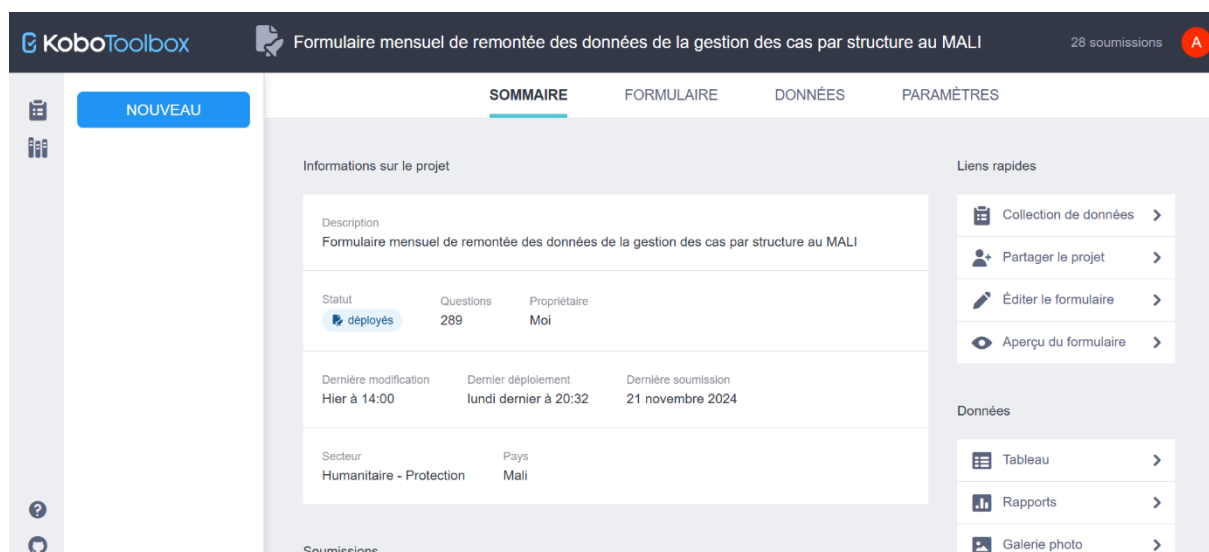 KoboToolbox
Formulaire mensuel de remontée des données de la gestion des cas par structure au MALI
28 soumissions
A
NOUVEAU
SOMMAIRE FORMULAIRE DONNÉES PARAMÈTRES
Informations sur le projet
Description
Formulaire mensuel de remontée des données de la gestion des cas par structure au MALI
Statut Questions Propriétaire
déployés 289 Moi
Dernière modification Dernier déploiement Dernière soumission
Hier à 14:00 lundi dernier à 20:32 21 novembre 2024
Secteur Pays
Humanitaire - Protection Mali
Soumissions
Liens rapides
Collection de données
Partager le projet
Éditer le formulaire
Aperçu du formulaire
Données
Tableau
Rapports
Galerie photo